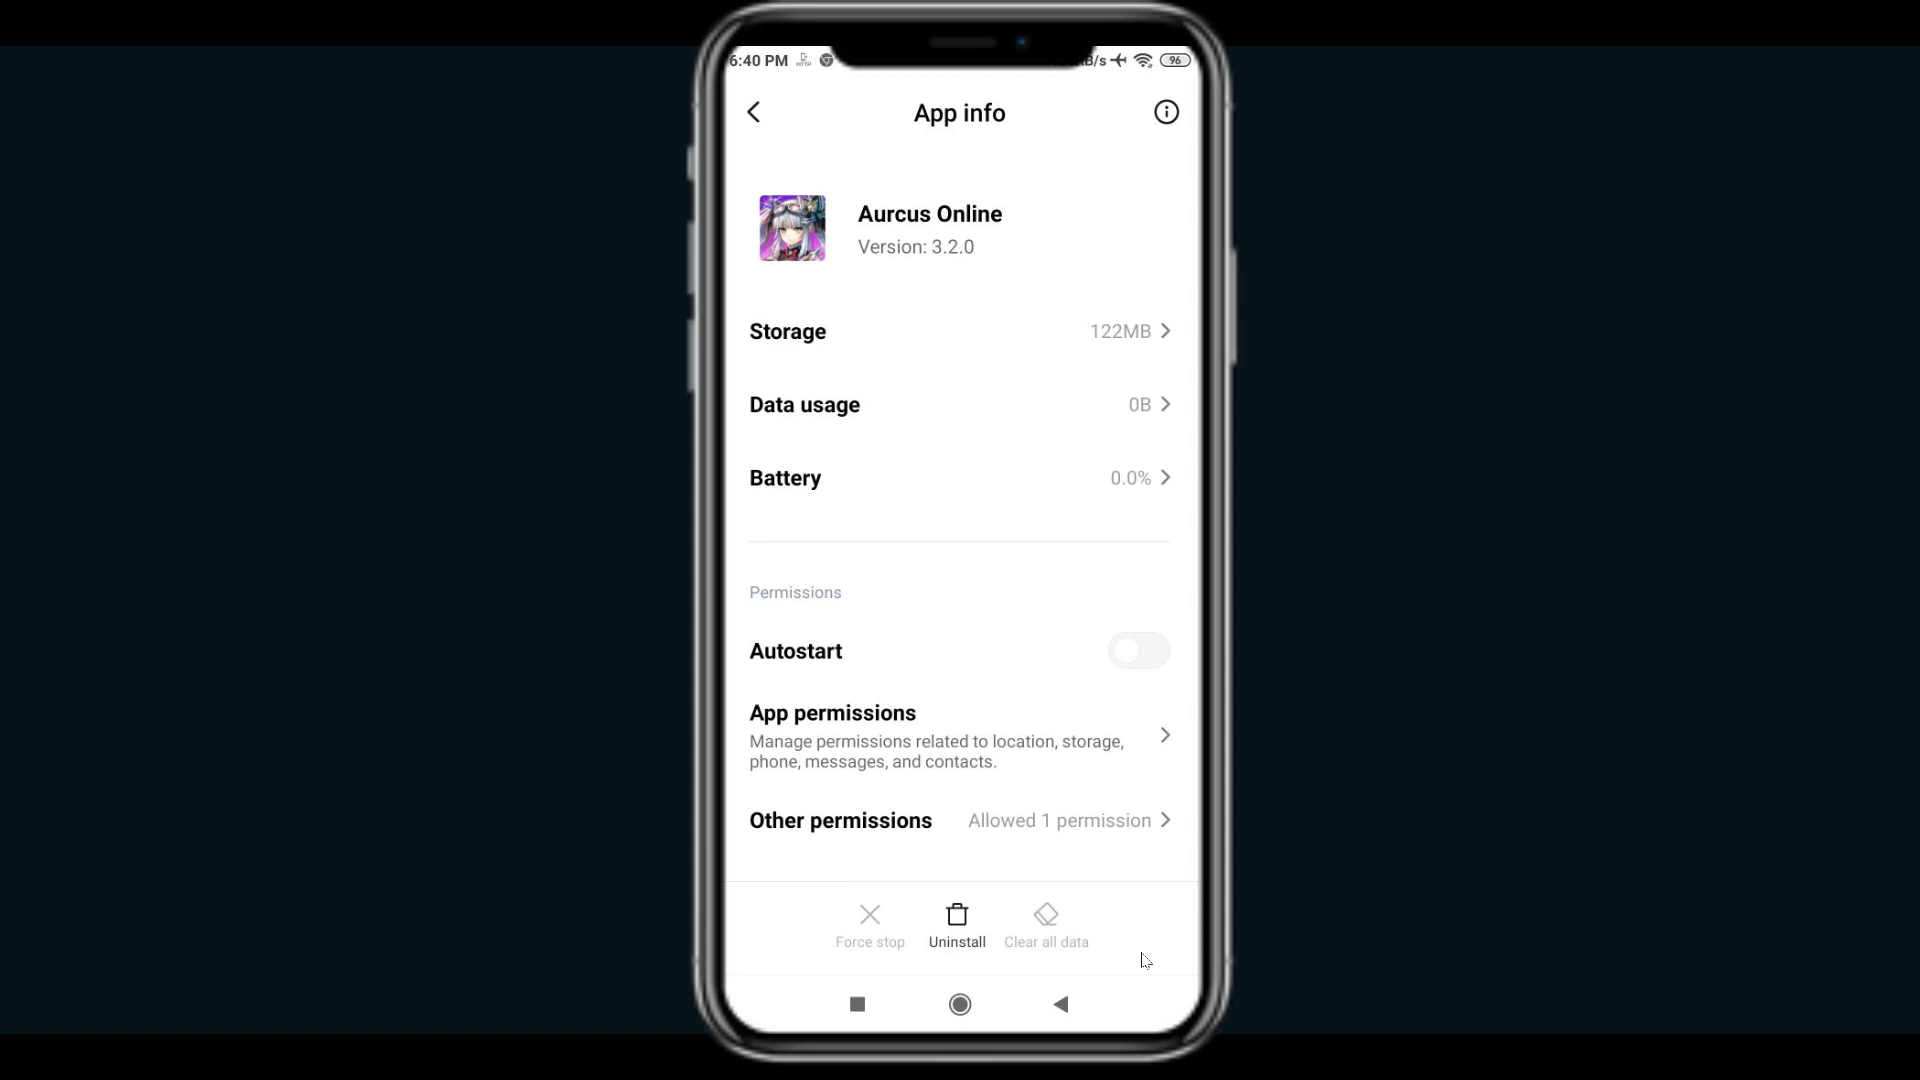 6:40 PM
B/s
96
App info
Aurcus Online
Version: 3.2.0
Storage
122MB
Data usage
0B
Battery
0.0%
Permissions
Autostart
App permissions
Manage permissions related to location, storage,
phone, messages, and contacts.
Other permissions
Allowed 1 permission
Force stop
Uninstall
Clear all data